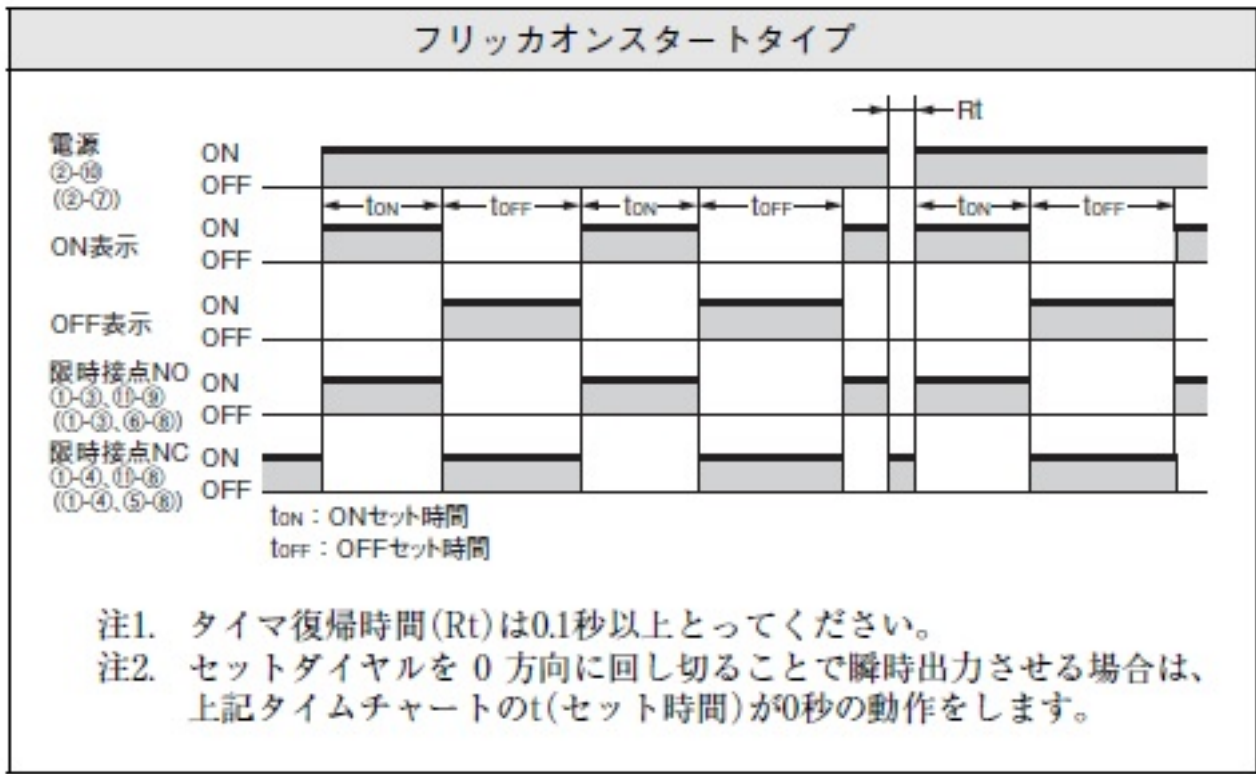 フリッカオンスタートタイプ
Rt
電源
②-⑩
(②-⑦)
ON
OFF
tON
tOFF
tON
tOFF
tON
tOFF
ON表示
ON
OFF
OFF表示
ON
OFF
限時接点NO
①-③、⑪-⑨
(①-③、⑥-⑧)
ON
OFF
限時接点NC
①-④、⑪-⑧
(①-④、⑤-⑧)
ON
OFF
tON:ONセット時間
tOFF:OFFセット時間
注1. タイマ復帰時間(Rt)は0.1秒以上とってください。
注2. セットダイヤルを 0 方向に回し切ることで瞬時出力させる場合は、
上記タイムチャートのt(セット時間)が0秒の動作をします。